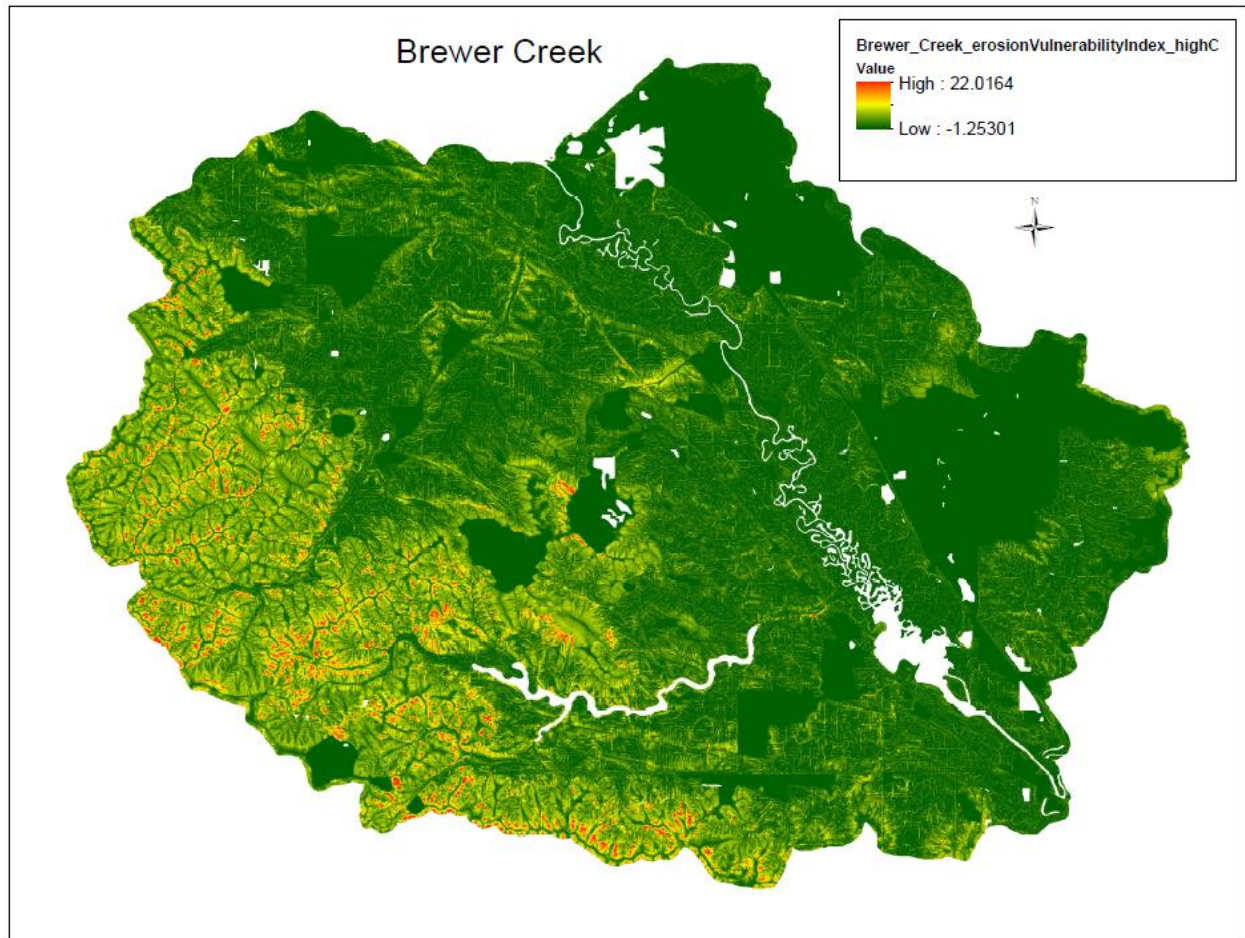 Brewer Creek
Brewer_Creek_erosionVulnerabilityIndex_highC
Value
High : 22.0164
Low : -1.25301
N